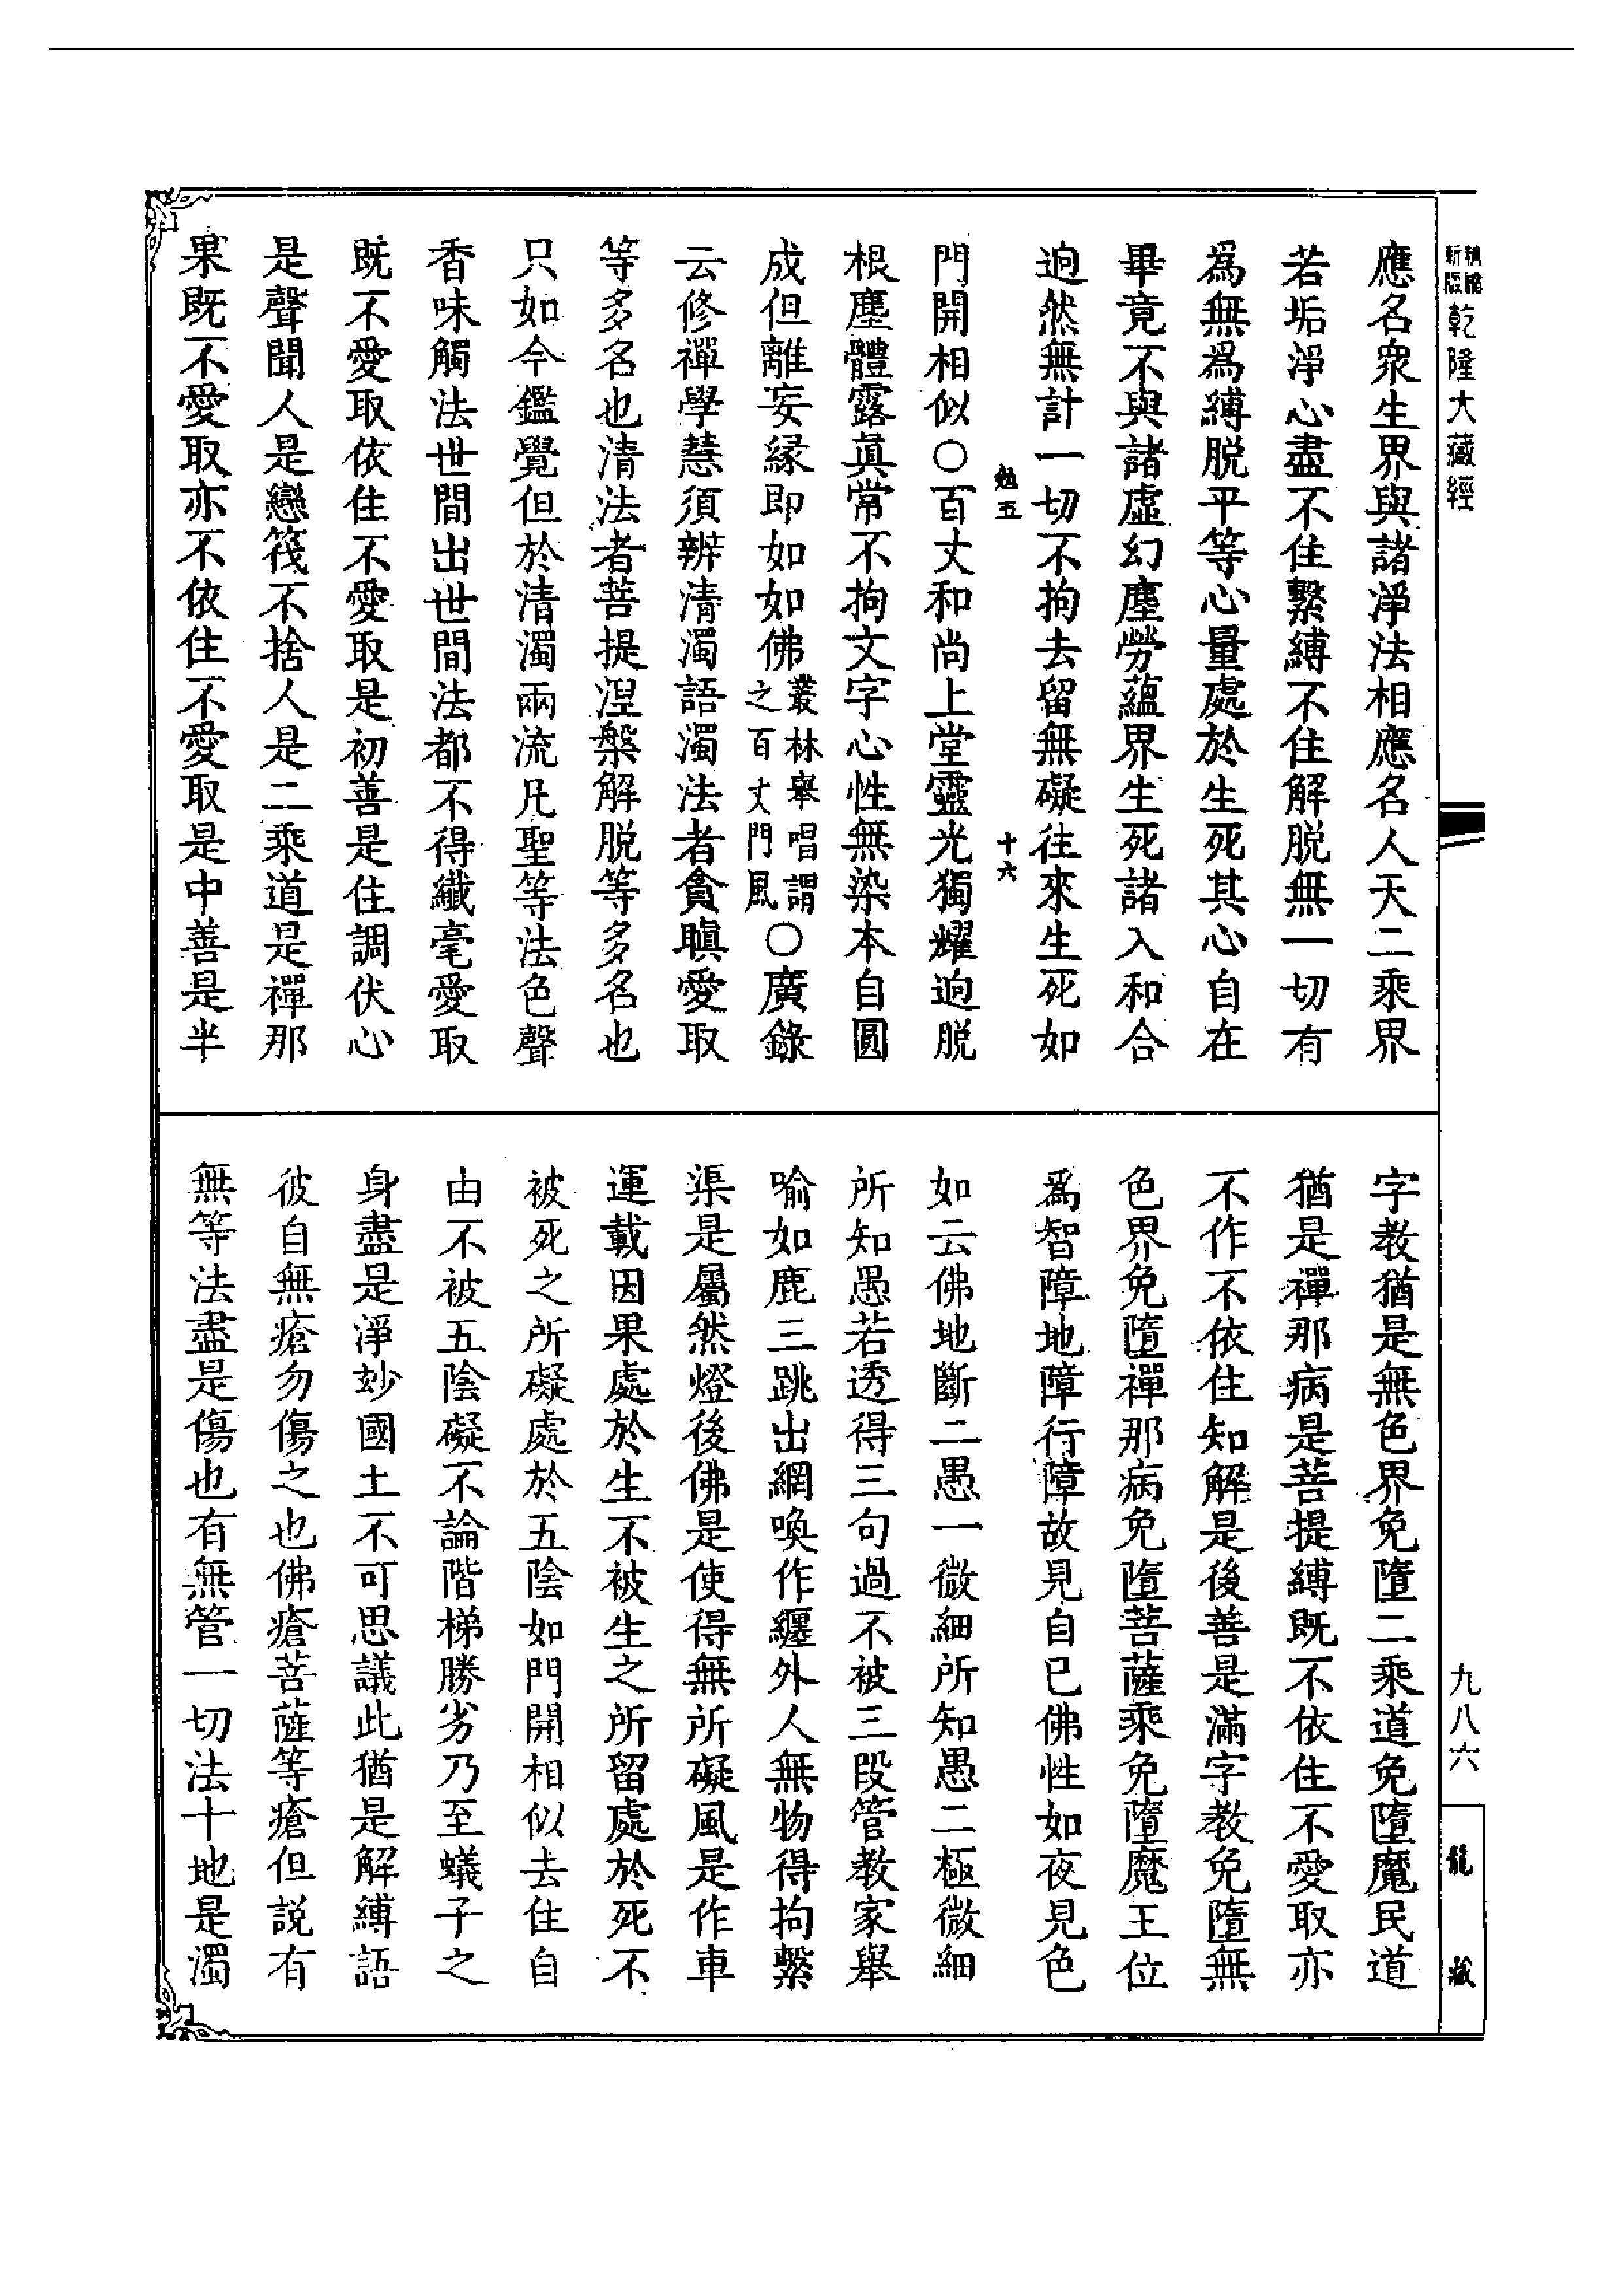 乾隆大藏經
應名衆生界與諸淨法相應名人天二乘界
若垢淨心盡不住繫縛不住解脱無一切有
爲無爲縛脱平等心量處於生死其心自在
畢竟不與諸虛幻塵勞蘊界生死諸入和合
逈然無計一切不拘去留無礙往來生死如
勉五
十六
門開相似○百丈和尚上堂靈光獨耀逈脱
根塵體露眞常不拘文字心性無染本自圓
成但離妄緣即如如佛叢林舉唱謂之百丈門風○廣錄
云修禪學慧須辨清濁語濁法者貪瞋愛取
等多名也清法者菩提涅槃解脱等多名也
只如今鑑覺但於清濁兩流凡聖等法色聲
香味觸法世間出世間法都不得纖毫愛取
既不愛取依住不愛取是初善是住調伏心
是聲聞人是戀筏不捨人是二乘道是禪那
果既不愛取亦不依住不愛取是中善是半
字教猶是無色界免墮二乘道免墮魔民道
猶是禪那病是菩提縛既不依住不愛取亦
不作不依住知解是後善是滿字教免墮無
色界免墮禪那病免墮菩薩乘免墮魔王位
爲智障地障行障故見自已佛性如夜見色
如云佛地斷二愚一微細所知愚二極微細
所知愚若透得三句過不被三段管教家舉
喻如鹿三跳出網喚作纏外人無物得拘繫
渠是屬然燈後佛是使得無所礙風是作車
運載因果處於生不被生之所留處於死不
被死之所礙處於五陰如門開相似去住自
由不被五陰礙不論階梯勝劣乃至蟻子之
身盡是淨妙國土不可思議此猶是解縛語
彼自無瘡勿傷之也佛瘡菩薩等瘡但説有
無等法盡是傷也有無管一切法十地是濁
九八六
龍藏